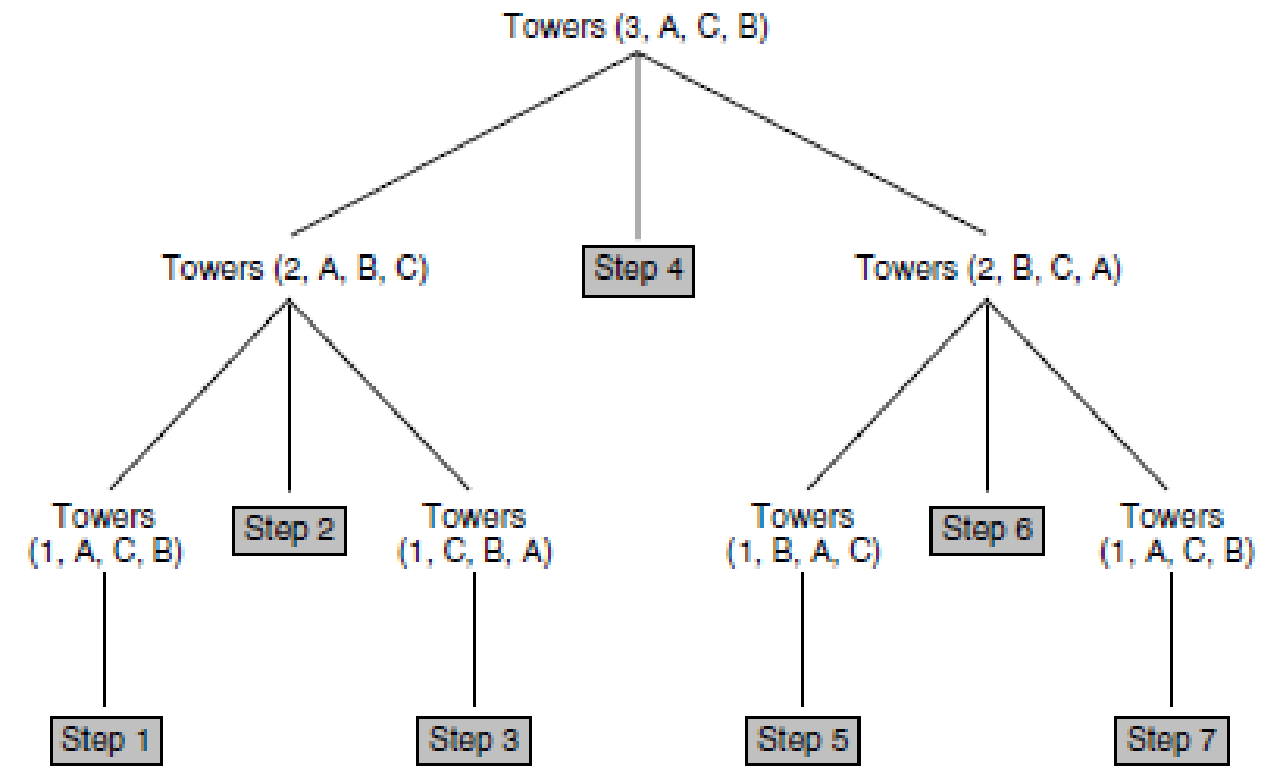 Towers (3, A, C, B)
Towers (2, A, B, C)
Step 4
Towers (2, B, C, A)
Towers
(1, A, C, B)
Step 2
Towers
(1, C, B, A)
Towers
(1, B, A, C)
Step 6
Towers
(1, A, C, B)
Step 1
Step 3
Step 5
Step 7